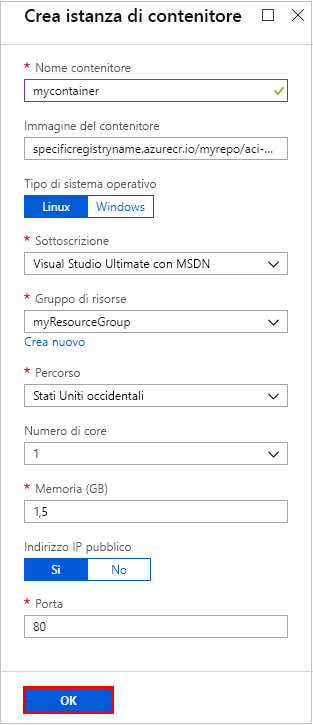 Crea istanza di contenitore
* Nome contenitore
mycontainer
Immagine del contenitore
specificregistryname.azurecr.io/myrepo/aci-...
Tipo di sistema operativo
Linux Windows
* Sottoscrizione
Visual Studio Ultimate con MSDN
* Gruppo di risorse
myResourceGroup
Crea nuovo
* Percorso
Stati Uniti occidentali
Numero di core
1
* Memoria (GB)
1,5
Indirizzo IP pubblico
Sì No
* Porta
80
OK